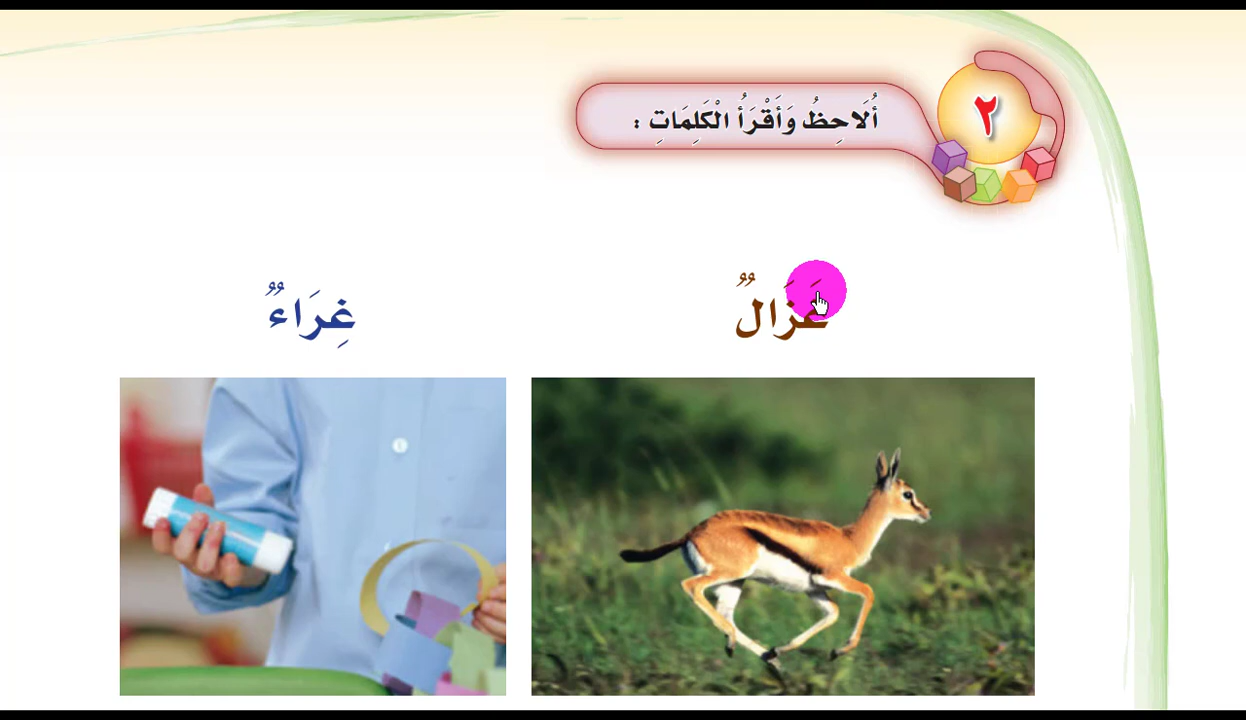 ٢
أُلَاحِظُ وَأَقْرَأُ الْكَلِمَاتِ :
غَزَالٌ
غِرَاءٌ